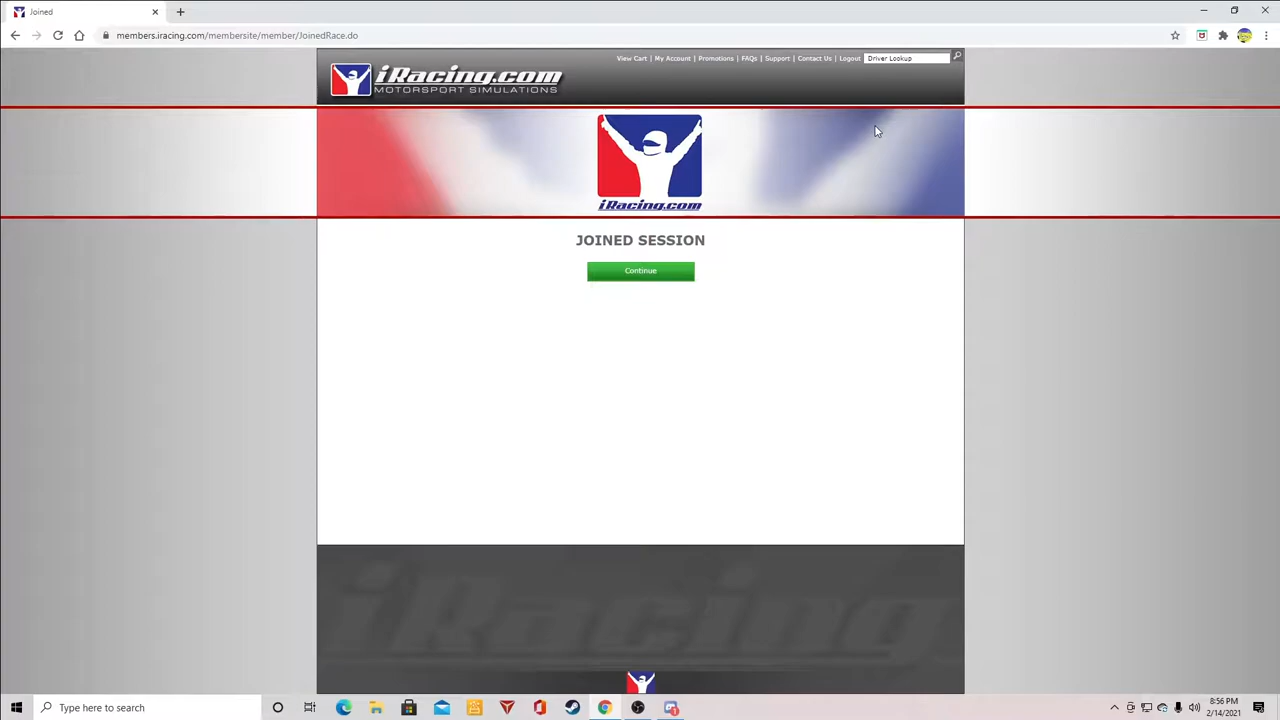 Joined
members.iracing.com/membersite/member/JoinedRace.do
View Cart | My Account | Promotions | FAQs | Support | Contact Us | Logout
Driver Lookup
iRacing.com
MOTORSPORT SIMULATIONS
iRacing.com
JOINED SESSION
Continue
iRacing
Type here to search
8:56 PM
2/14/2021